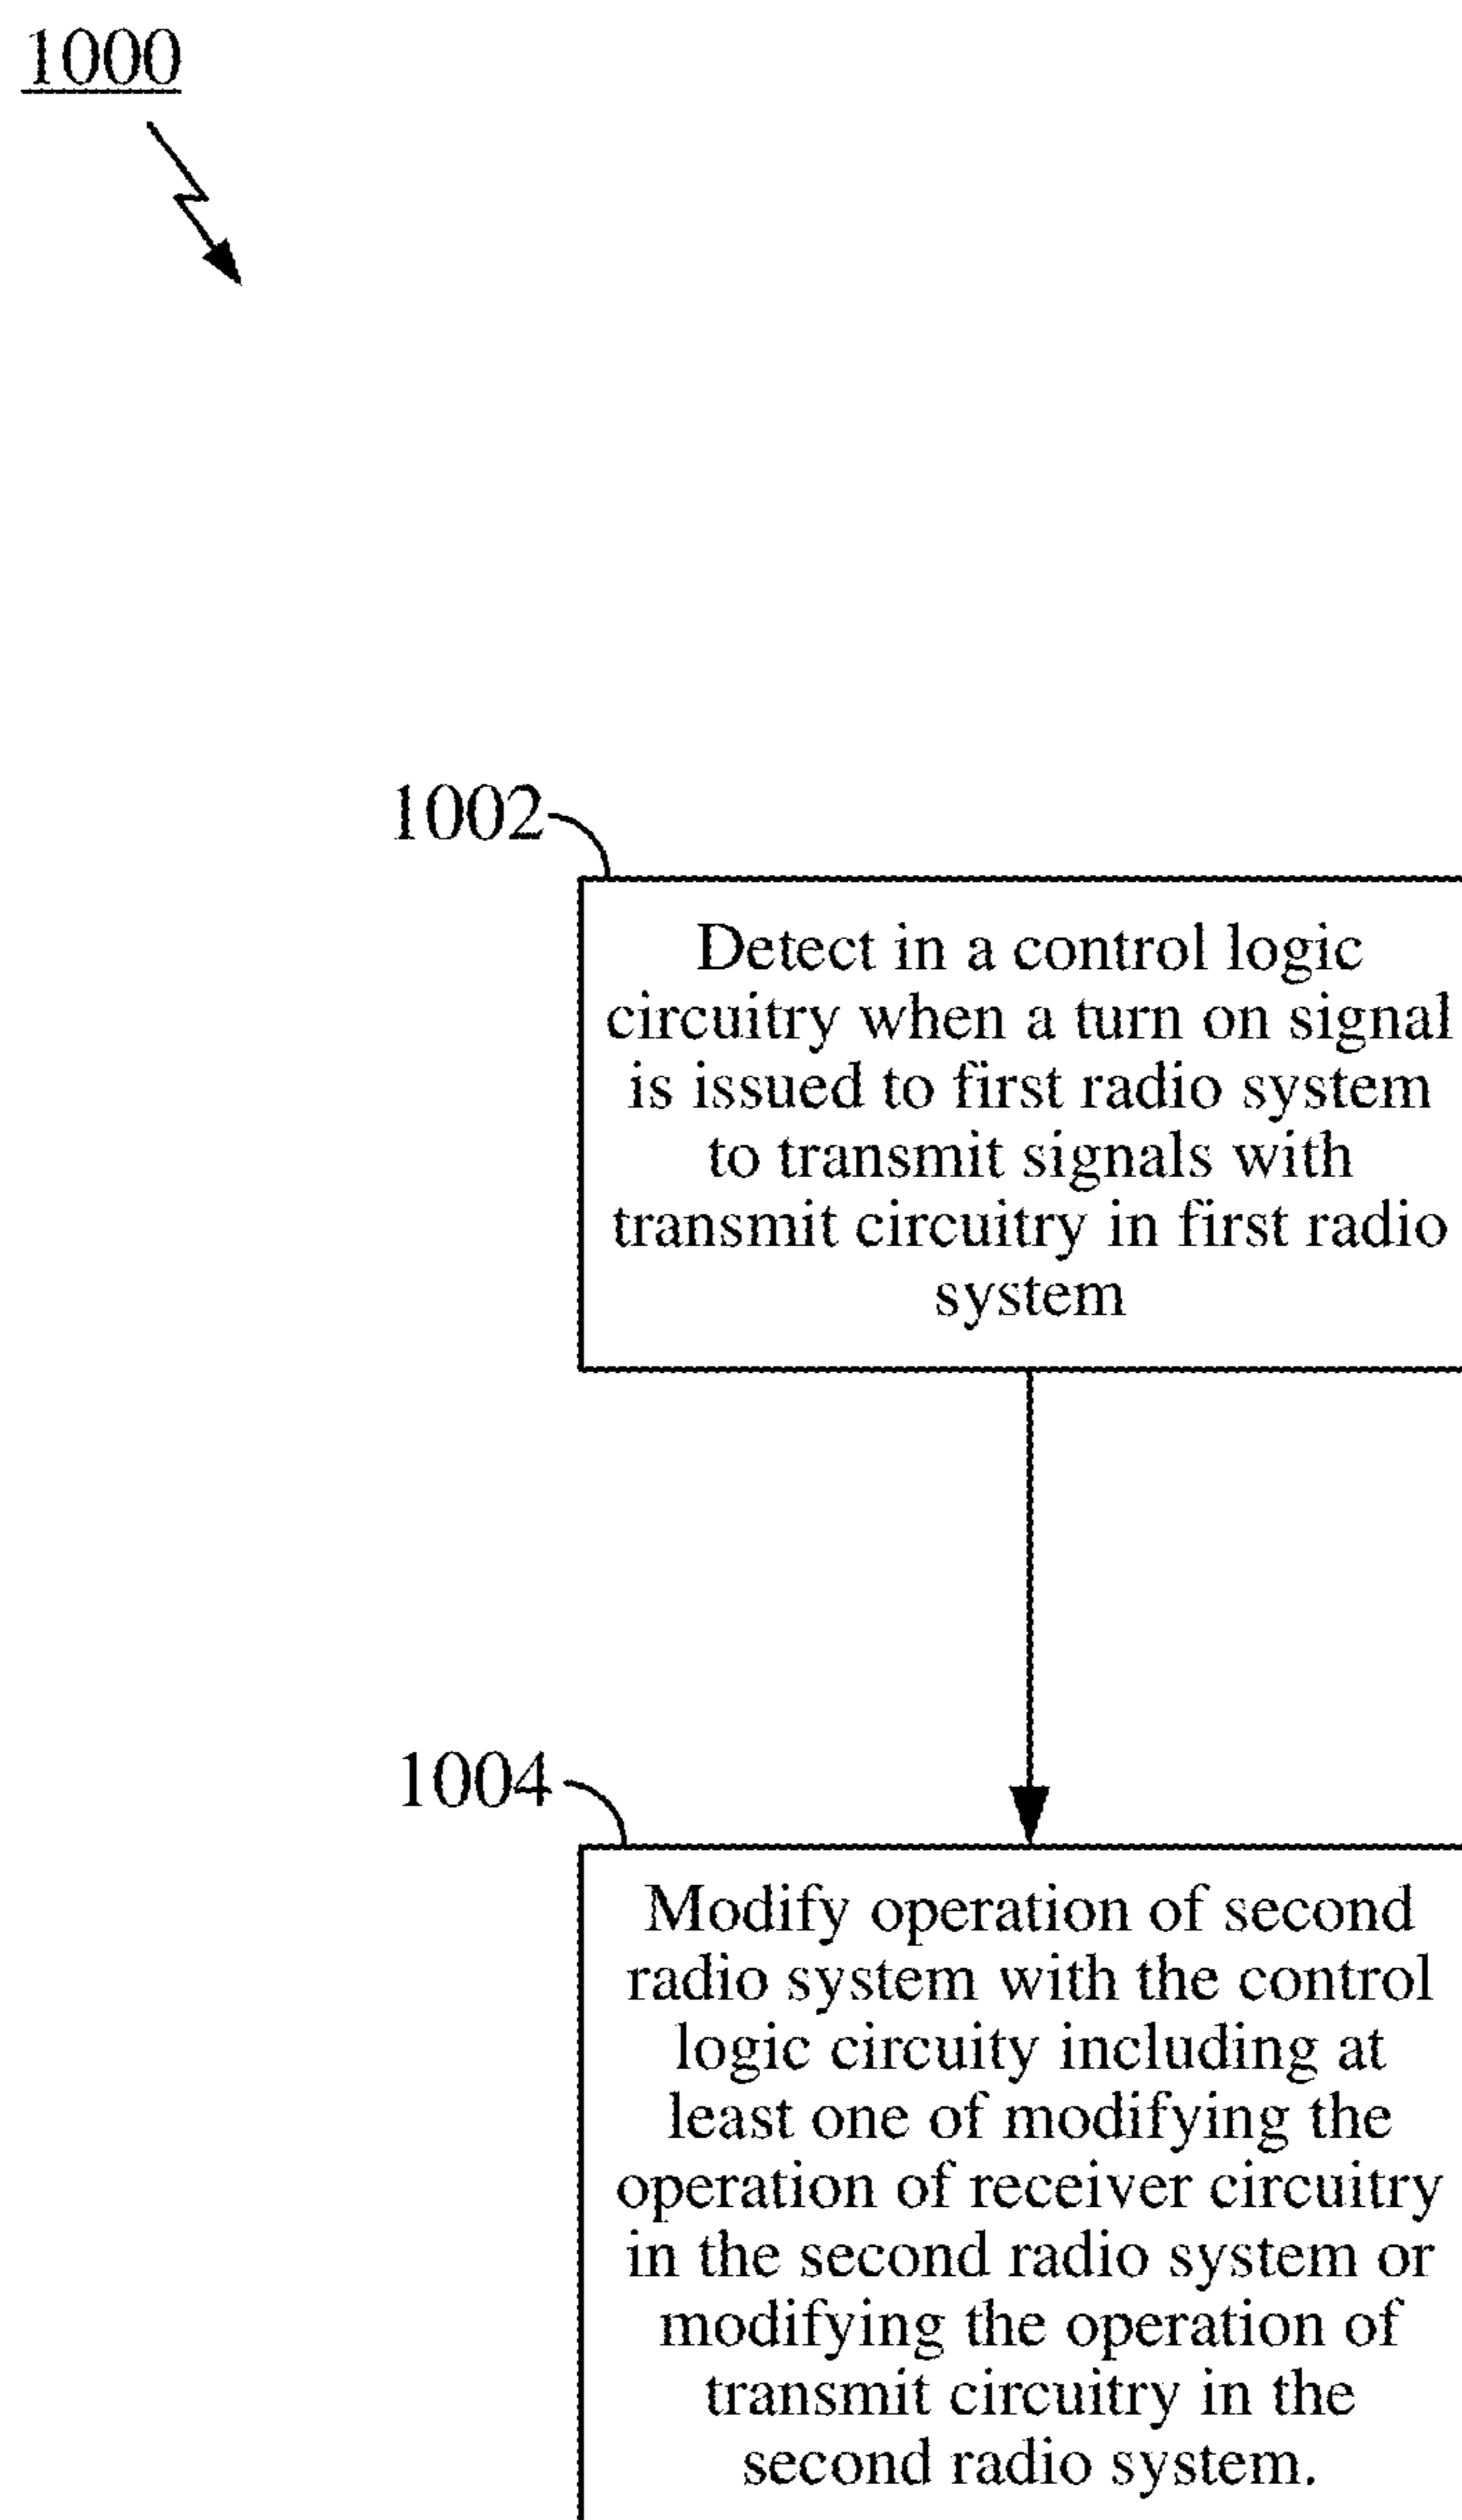 1000
1002
Detect in a control logic
circuitry when a turn on signal
is issued to first radio system
to transmit signals with
transmit circuitry in first radio
system
1004
Modify operation of second
radio system with the control
logic circuity including at
least one of modifying the
operation of receiver circuitry
in the second radio system or
modifying the operation of
transmit circuitry in the
second radio system.